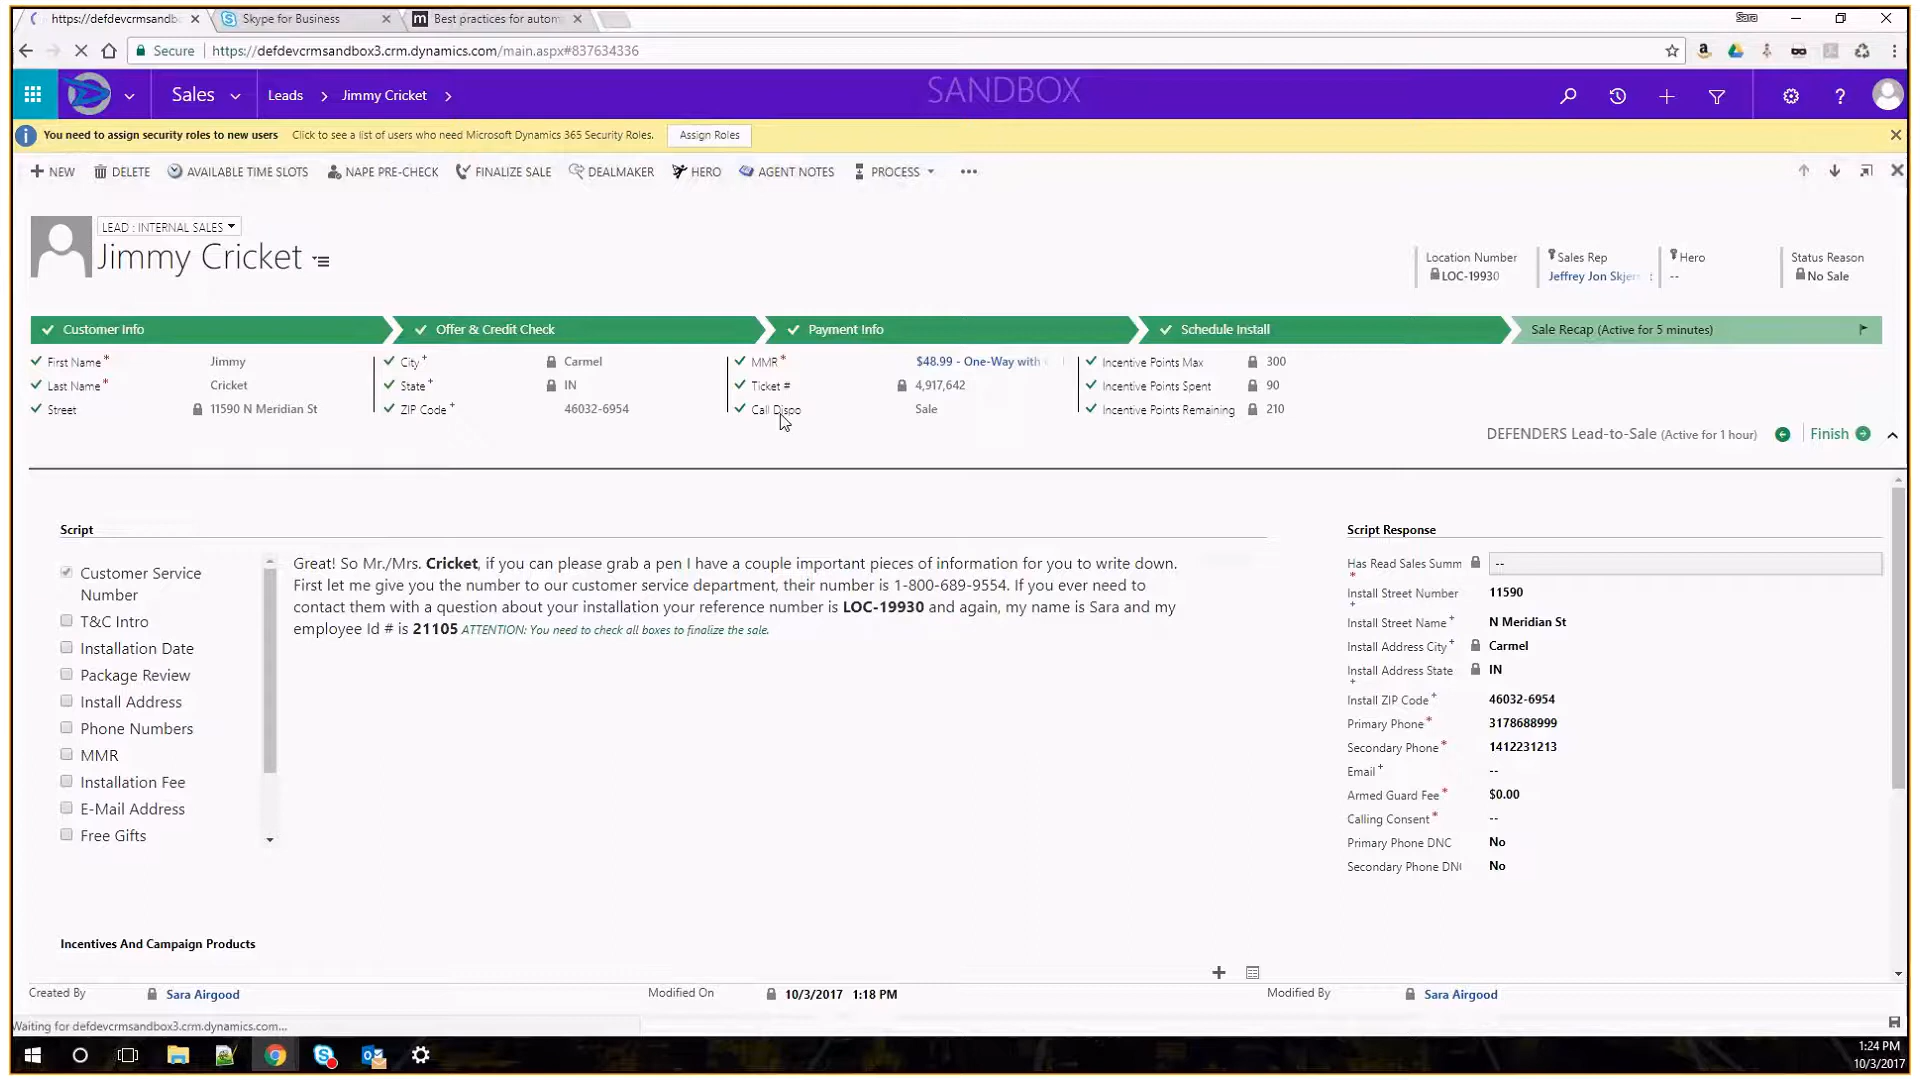 https://defdevcrmsandb
Skype for Business
Best practices for autom
Sara
Secure
https://defdevcrmsandbox3.crm.dynamics.com/main.aspx#837634336
Sales
Leads
Jimmy Cricket
SANDBOX
You need to assign security roles to new users
Click to see a list of users who need Microsoft Dynamics 365 Security Roles.
Assign Roles
NEW
DELETE
AVAILABLE TIME SLOTS
NAPE PRE-CHECK
FINALIZE SALE
DEALMAKER
HERO
AGENT NOTES
PROCESS
LEAD : INTERNAL SALES
Jimmy Cricket
Location Number
LOC-19930
Sales Rep
Jeffrey Jon Skjer
Hero
--
Status Reason
No Sale
Customer Info
Offer & Credit Check
Payment Info
Schedule Install
Sale Recap (Active for 5 minutes)
First Name* Jimmy
City+ Carmel
MMR* $48.99 - One-Way with
Incentive Points Max 300
Last Name* Cricket
State+ IN
Ticket # 4,917,642
Incentive Points Spent 90
Street 11590 N Meridian St
ZIP Code+ 46032-6954
Call Dispo Sale
Incentive Points Remaining 210
DEFENDERS Lead-to-Sale (Active for 1 hour)
Finish
Script
Customer Service
Number
T&C Intro
Installation Date
Package Review
Install Address
Phone Numbers
MMR
Installation Fee
E-Mail Address
Free Gifts
Great! So Mr./Mrs. Cricket, if you can please grab a pen I have a couple important pieces of information for you to write down.
First let me give you the number to our customer service department, their number is 1-800-689-9554. If you ever need to
contact them with a question about your installation your reference number is LOC-19930 and again, my name is Sara and my
employee Id # is 21105 ATTENTION: You need to check all boxes to finalize the sale.
Script Response
Has Read Sales Summ* --
Install Street Number+ 11590
Install Street Name+ N Meridian St
Install Address City+ Carmel
Install Address State+ IN
Install ZIP Code+ 46032-6954
Primary Phone* 3178688999
Secondary Phone* 1412231213
Email+ --
Armed Guard Fee* $0.00
Calling Consent* --
Primary Phone DNC No
Secondary Phone DN No
Incentives And Campaign Products
Created By
Sara Airgood
Modified On
10/3/2017 1:18 PM
Modified By
Sara Airgood
Waiting for defdevcrmsandbox3.crm.dynamics.com...
1:24 PM
10/3/2017